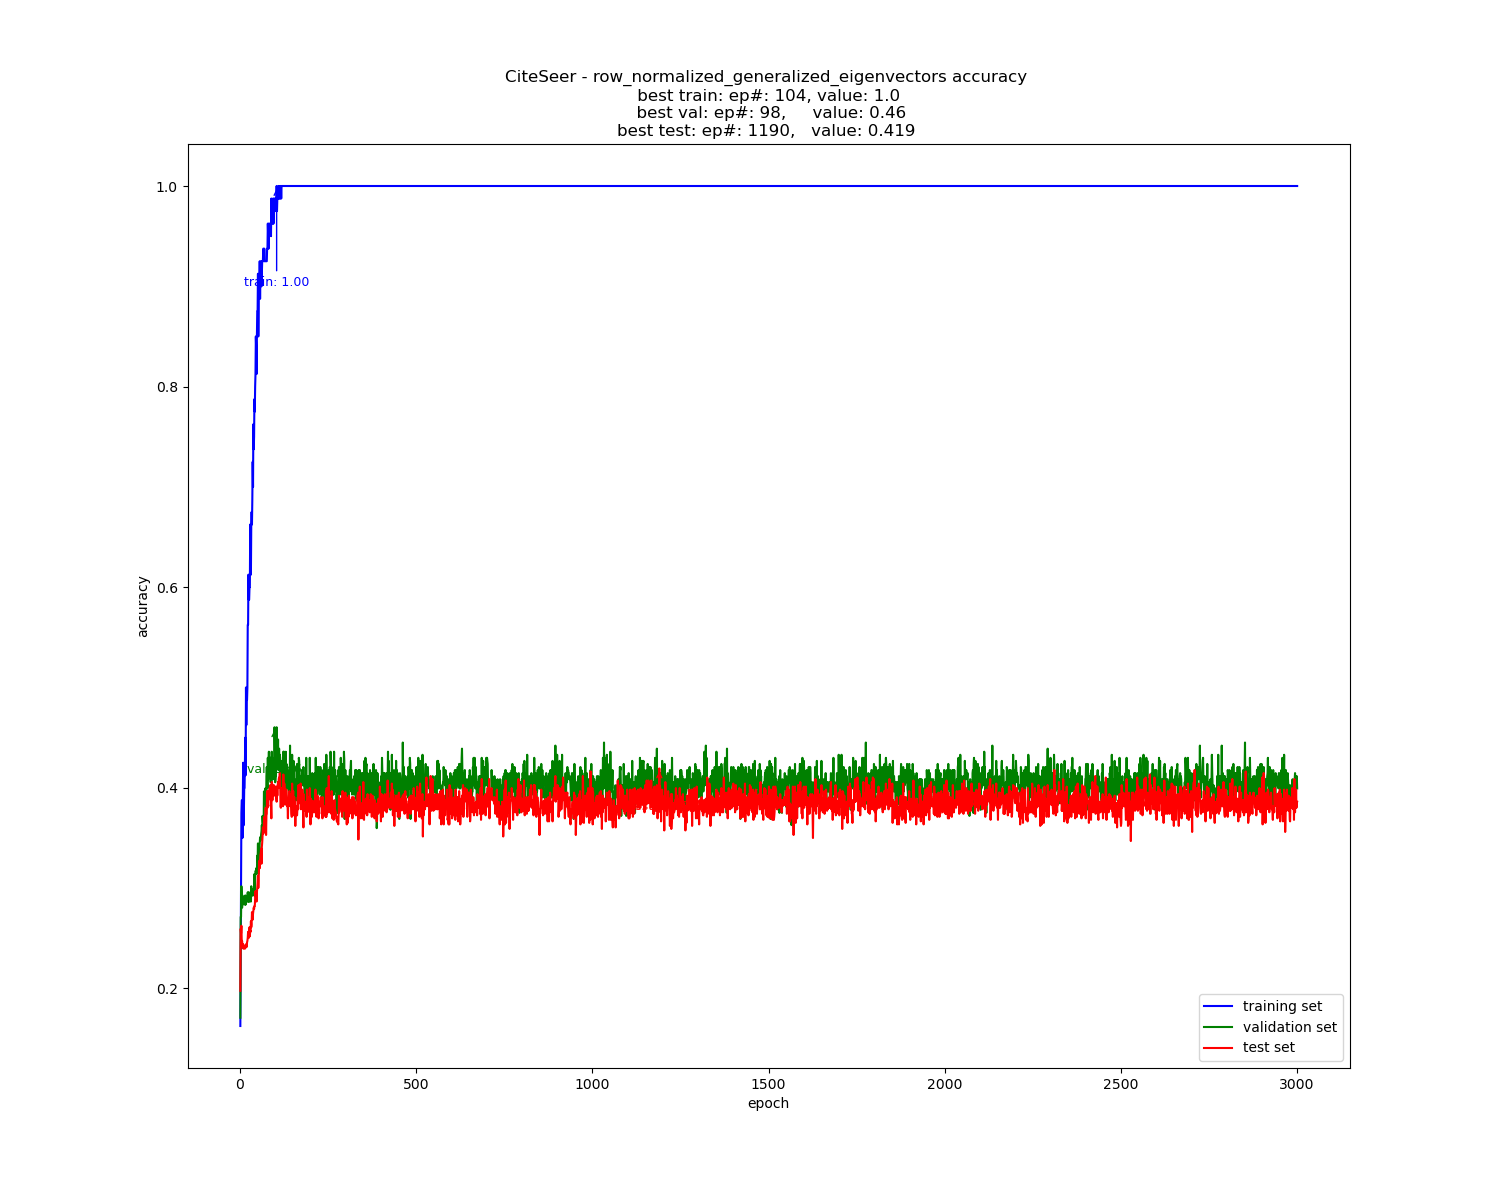 CiteSeer - row_normalized_generalized_eigenvectors accuracy
best train: ep#: 104, value: 1.0
best val: ep#: 98,     value: 0.46
best test: ep#: 1190,   value: 0.419
1.0
train: 1.00
0.8
0.6
accuracy
val
0.4
0.2
training set
validation set
test set
0
500
1000
1500
2000
2500
3000
epoch